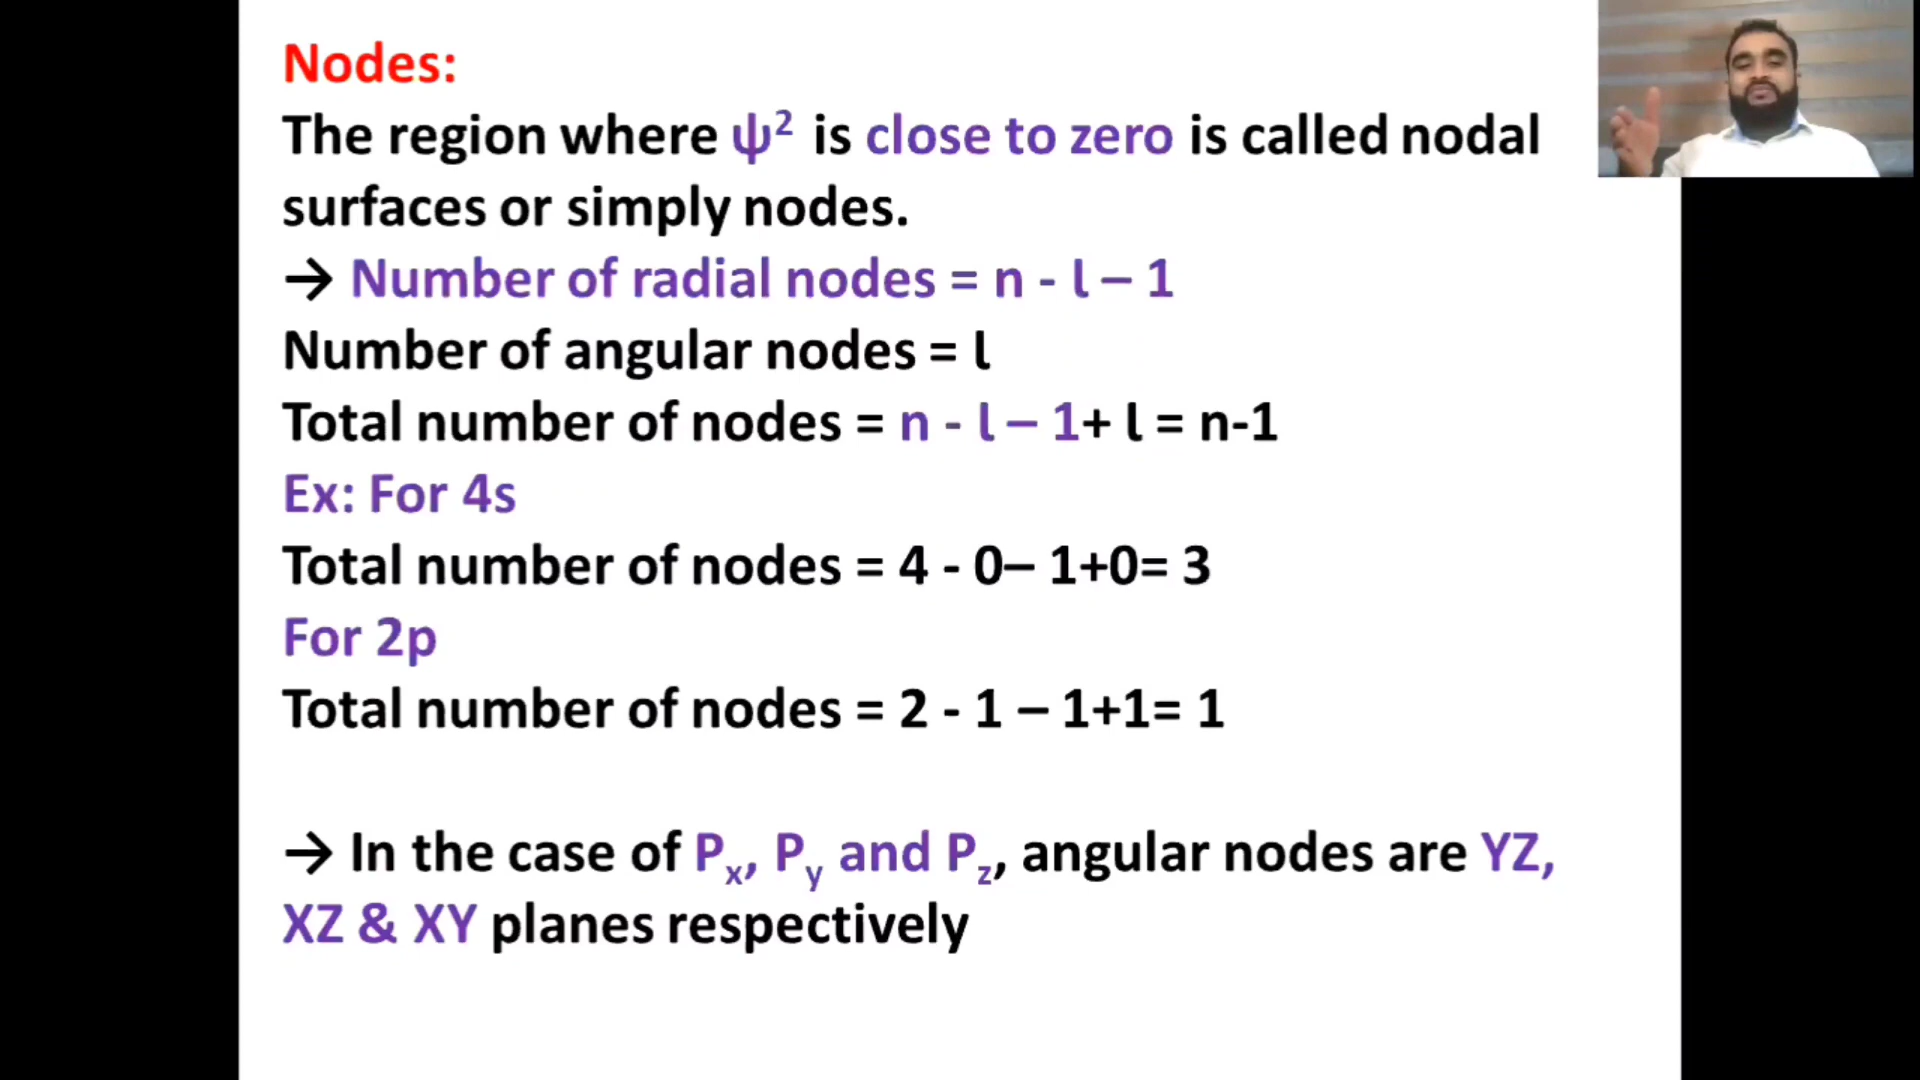 Nodes:
The region where ψ² is close to zero is called nodal
surfaces or simply nodes.
→ Number of radial nodes = n - l – 1
Number of angular nodes = l
Total number of nodes = n - l – 1+ l = n-1
Ex: For 4s
Total number of nodes = 4 - 0– 1+0= 3
For 2p
Total number of nodes = 2 - 1 – 1+1= 1
→ In the case of Pₓ, Pᵧ and P_z, angular nodes are YZ,
XZ & XY planes respectively